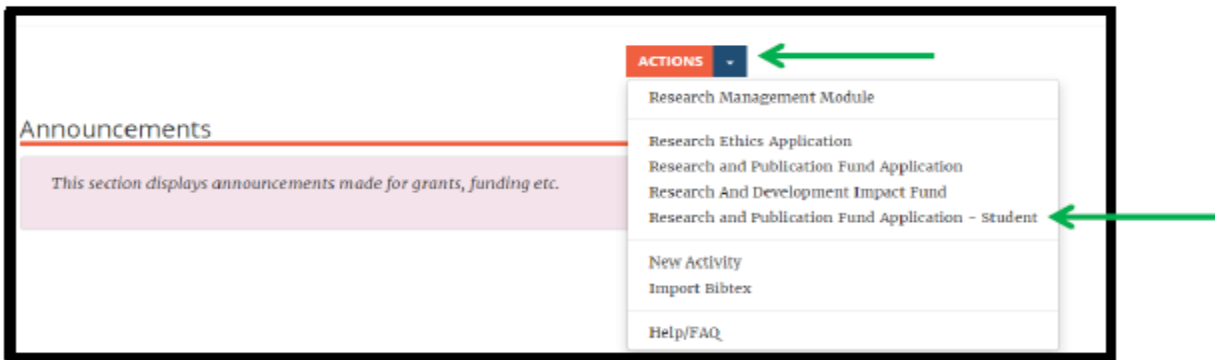 ACTIONS
Research Management Module
Announcements
Research Ethics Application
This section displays announcements made for grants, funding etc.
Research and Publication Fund Application
Research And Development Impact Fund
Research and Publication Fund Application - Student
New Activity
Import Bibtex
Help/FAQ